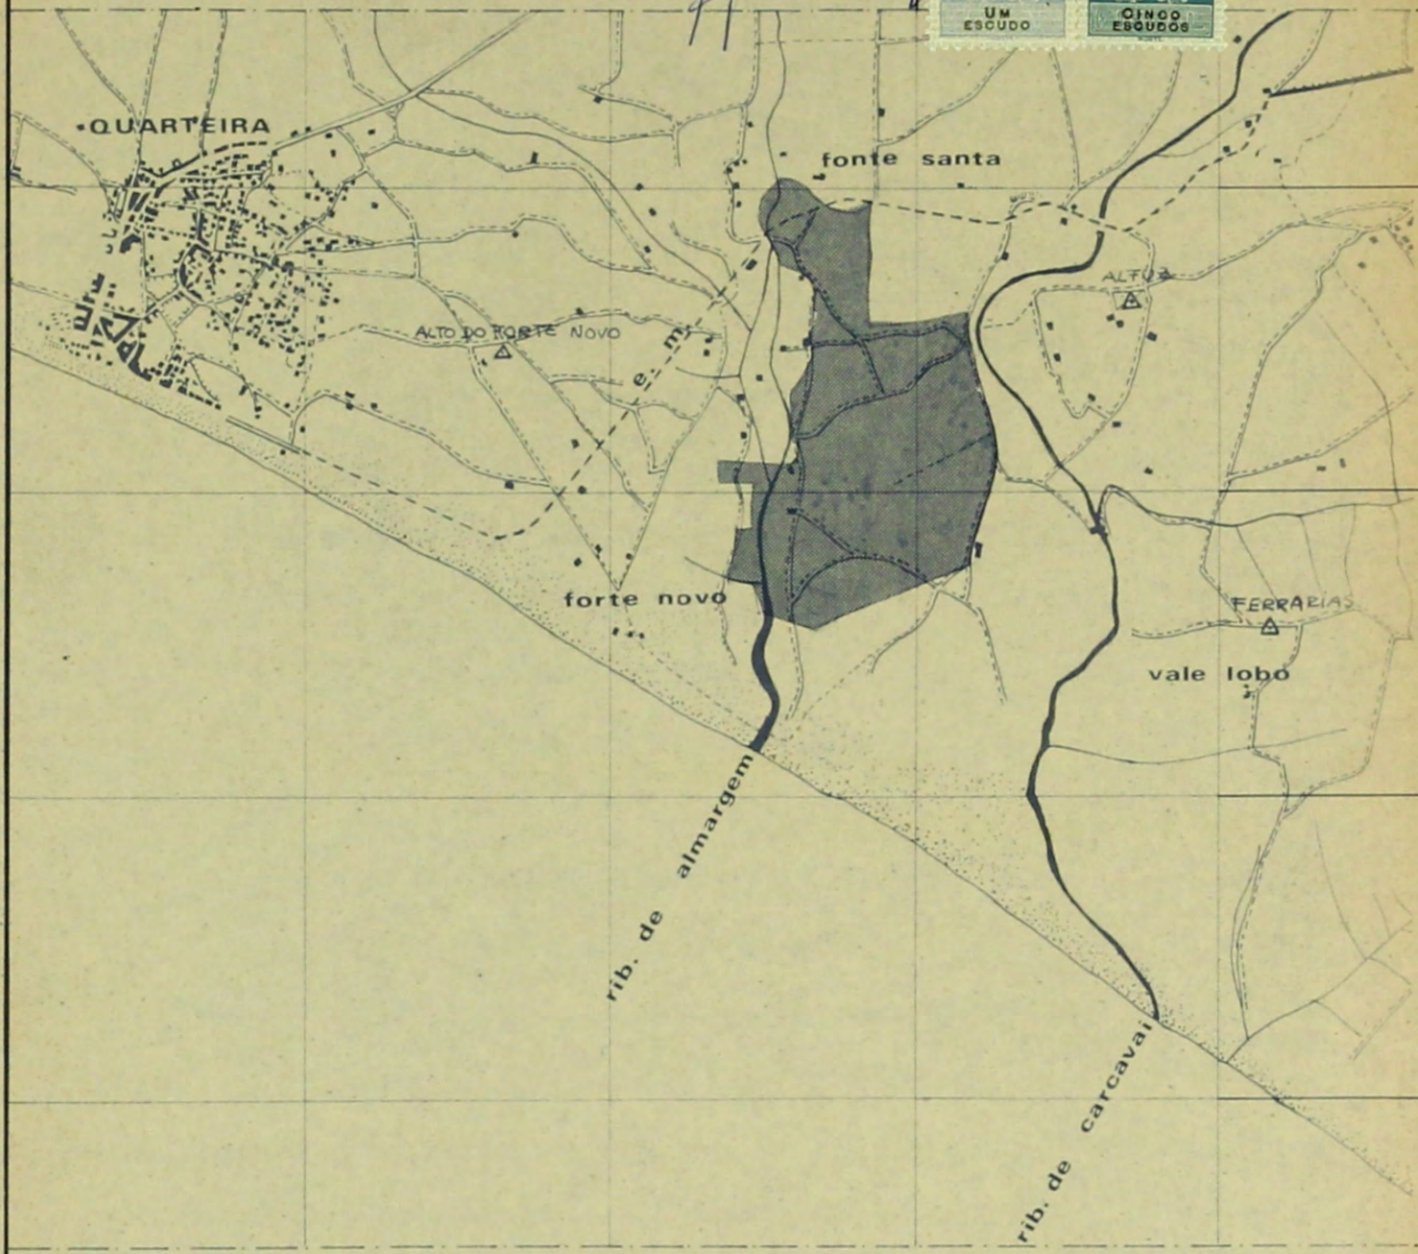 UM
ESCUDO
CINCO
ESCUDOS
QUARTEIRA
fonte santa
ALTO DO FORTE NOVO
e. m.
forte novo
FERRARIAS
vale lobo
rib. de almargem
rib. de carcavai